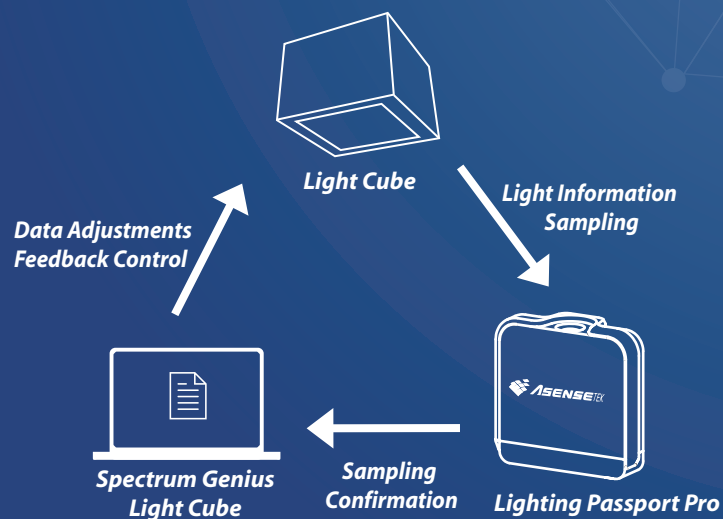 Light Cube
Light Information
Sampling
Data Adjustments
Feedback Control
ASENSETEK
Spectrum Genius
Light Cube
Sampling
Confirmation
Lighting Passport Pro